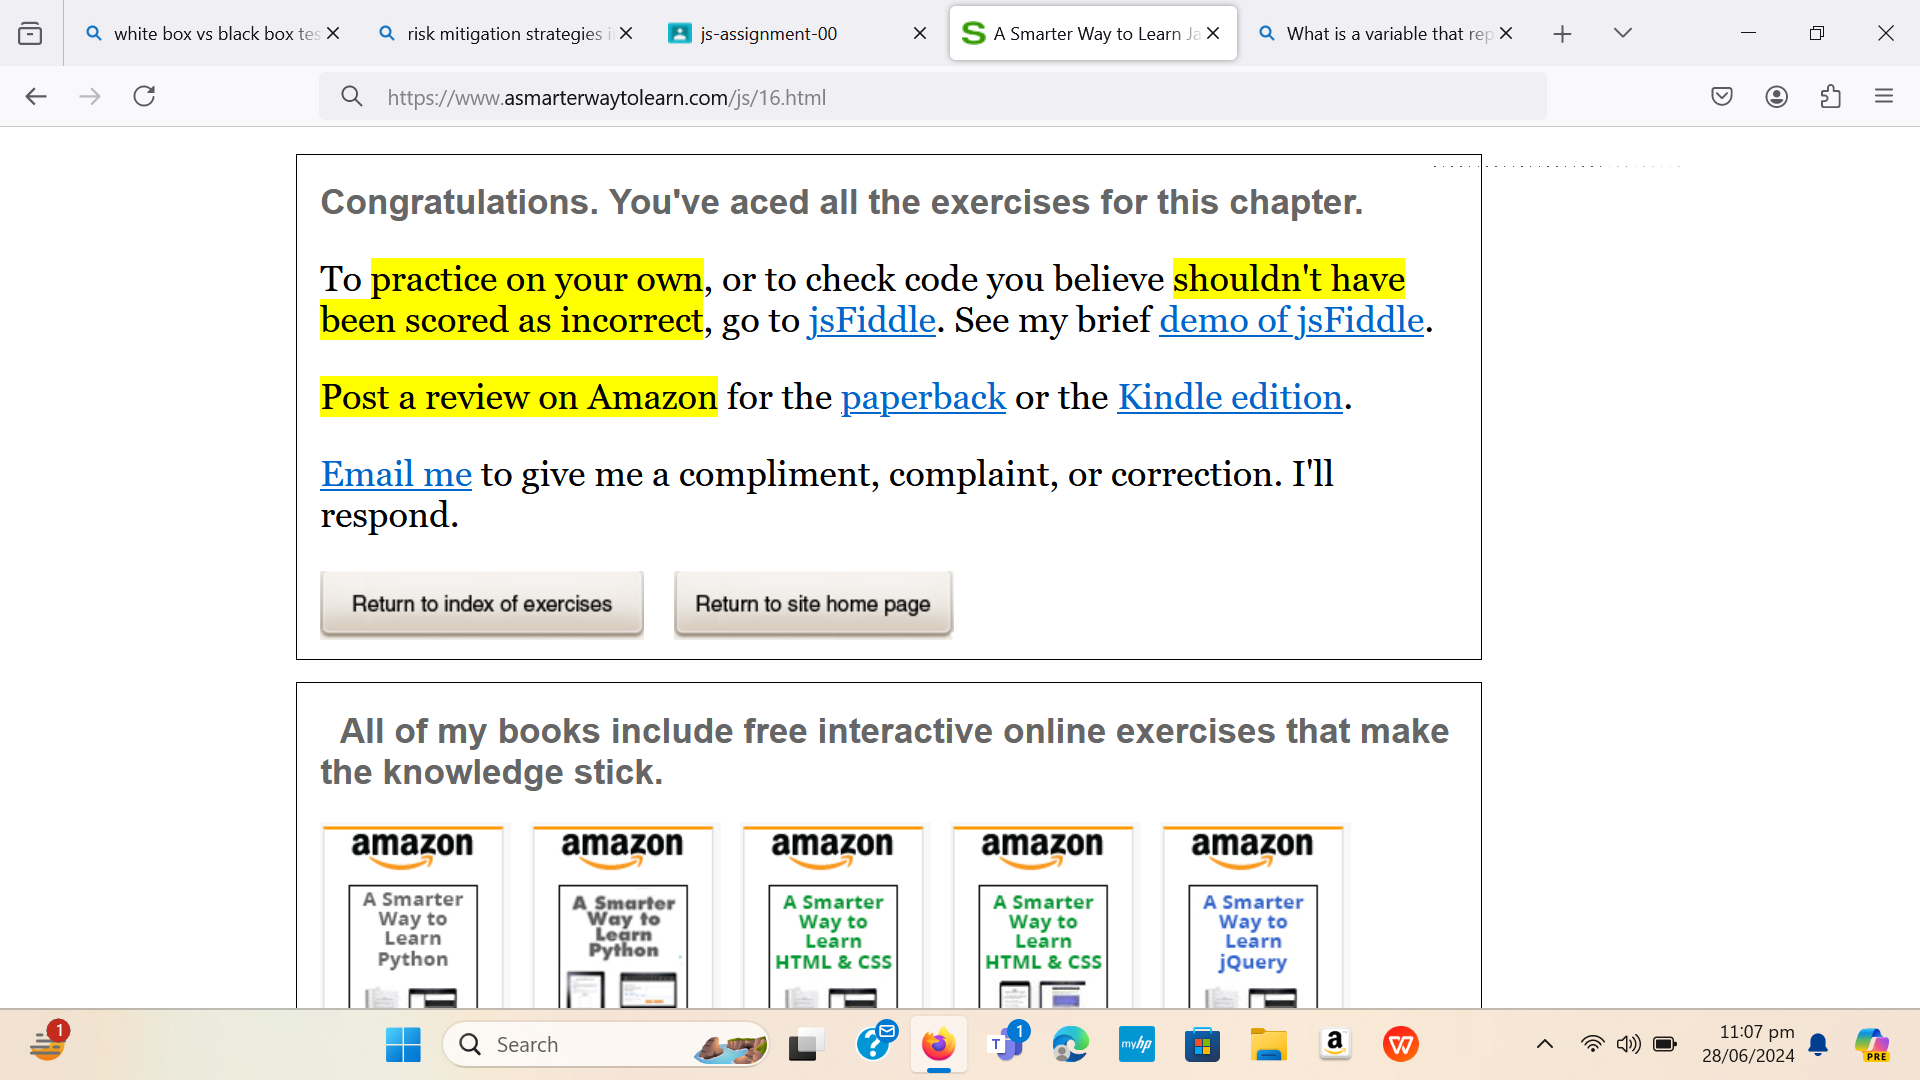 white box vs black box tes
risk mitigation strategies i
js-assignment-00
A Smarter Way to Learn Ja
What is a variable that rep
https://www.asmarterwaytolearn.com/js/16.html
Congratulations. You've aced all the exercises for this chapter.
To practice on your own, or to check code you believe shouldn't have
been scored as incorrect, go to jsFiddle. See my brief demo of jsFiddle.
Post a review on Amazon for the paperback or the Kindle edition.
Email me to give me a compliment, complaint, or correction. I'll
respond.
Return to index of exercises
Return to site home page
All of my books include free interactive online exercises that make
the knowledge stick.
amazon
A Smarter
Way to
Learn
Python
amazon
A Smarter
Way to
Learn
Python
amazon
A Smarter
Way to
Learn
HTML & CSS
amazon
A Smarter
Way to
Learn
HTML & CSS
amazon
A Smarter
Way to
Learn
jQuery
1
Search
T
1
myhp
a
W
11:07 pm
28/06/2024
PRE